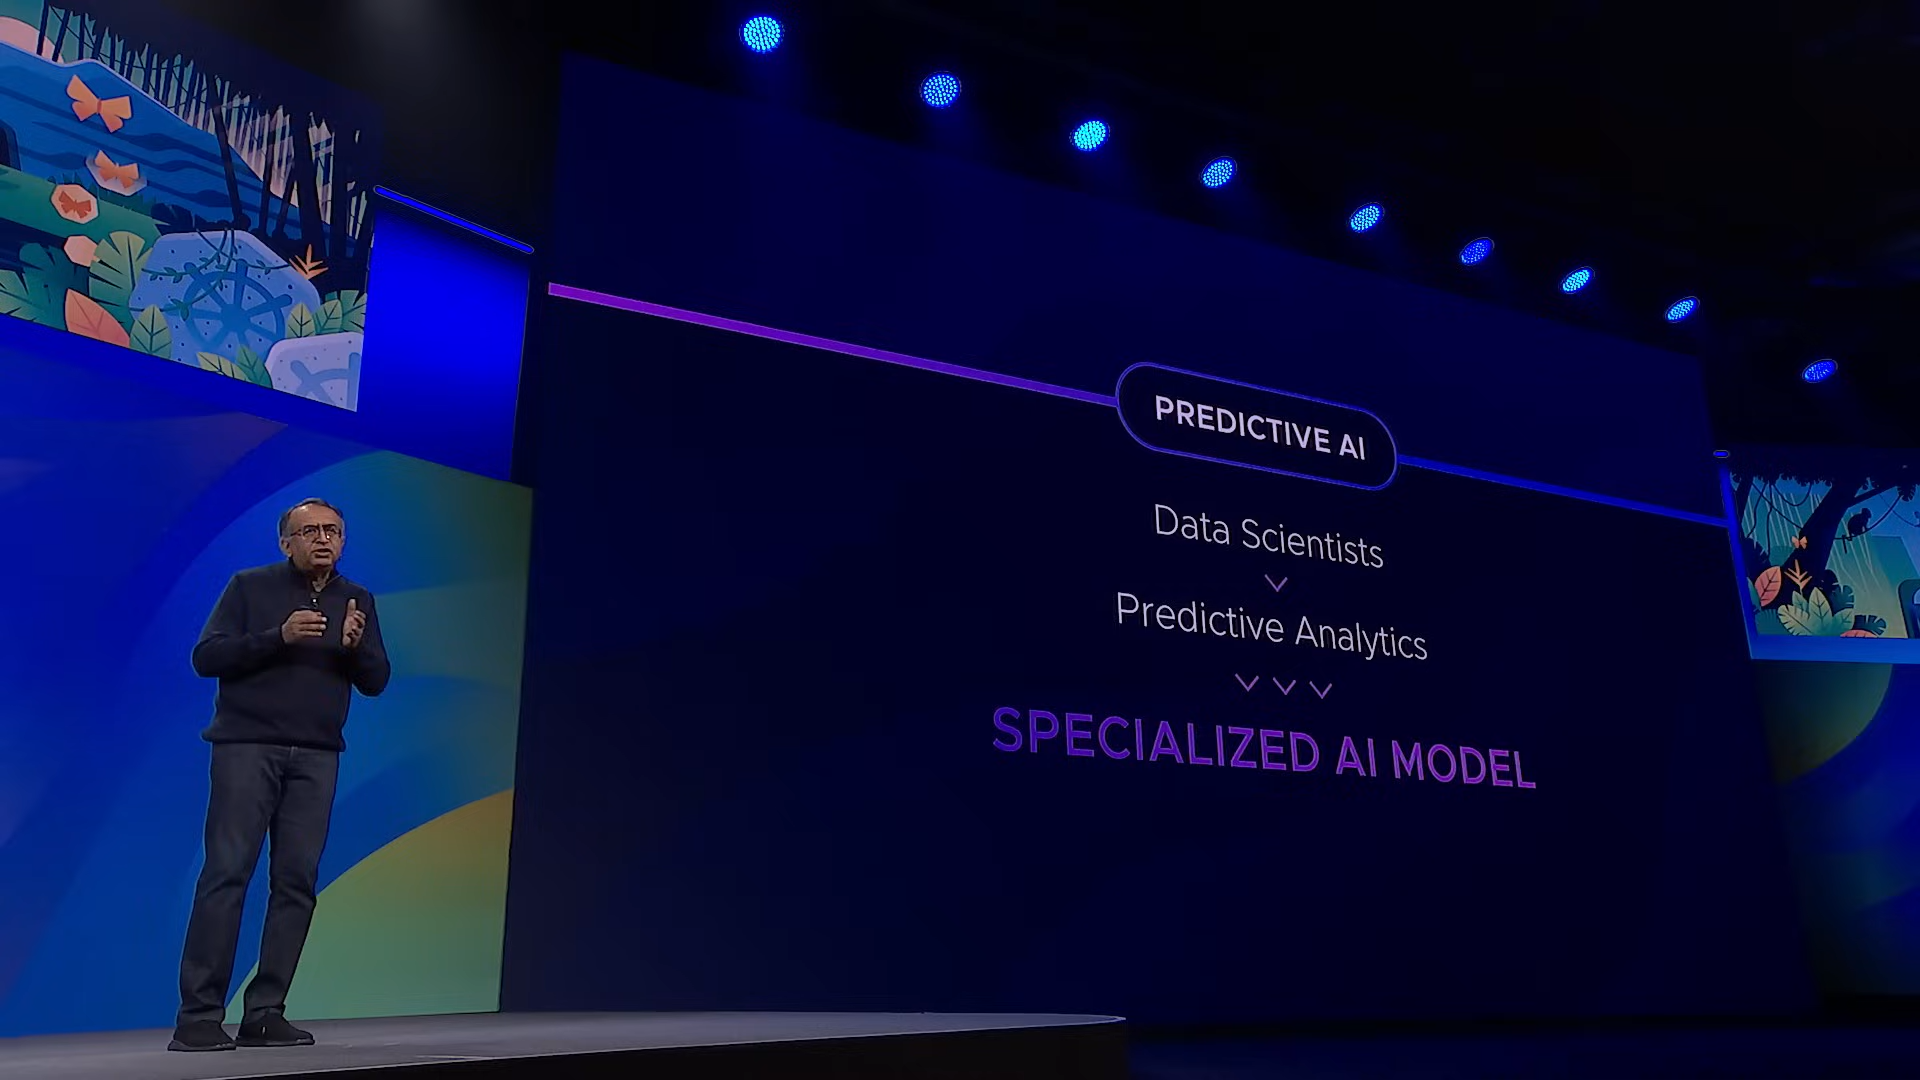 PREDICTIVE AI
Data Scientists
Predictive Analytics
SPECIALIZED AI MODEL